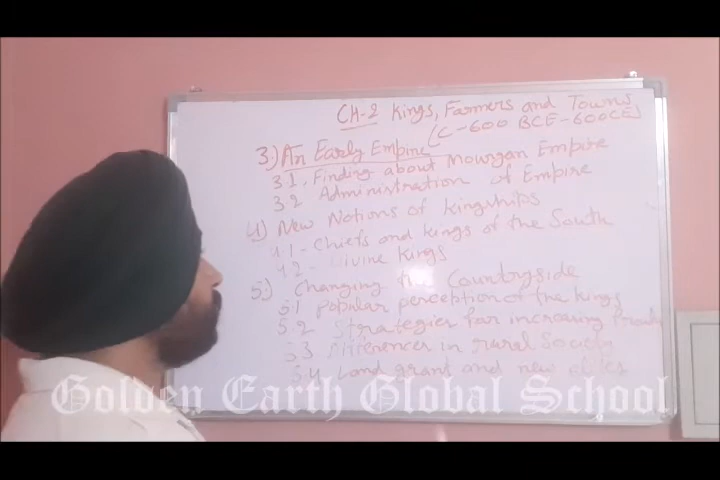 CH-2 Kings, Farmers and Towns
(C-600 BCE-600CE)
3.) An Early Empire
3.1. Finding about Mouryan Empire
3.2 Administration of Empire
4) New Notions of kingships
4.1 - Chiefs and kings of the South
4.2 - Divine kings
5.) Changing the Countryside
5.1 popular perception of the kings
5.2 Strategies for increasing
5.3 Differences in rural Society
5.4 Land grant and new
Golden Earth Global School